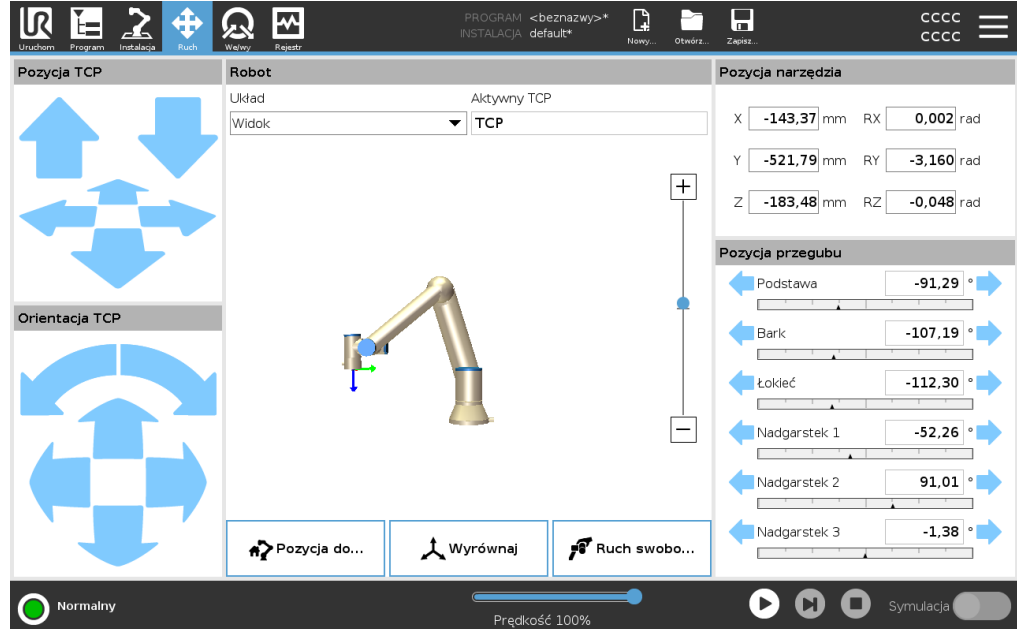 UR
Uruchom
Program
Instalacja
Ruch
We/wy
Rejestr
PROGRAM <beznazwy>*
INSTALACJA default*
Nowy...
Otwórz...
Zapisz...
CCCC
CCCC
Pozycja TCP
Orientacja TCP
Robot
Układ
Aktywny TCP
Widok
TCP
Pozycja do...
Wyrównaj
Ruch swobo...
Pozycja narzędzia
X -143,37 mm RX 0,002 rad
Y -521,79 mm RY -3,160 rad
Z -183,48 mm RZ -0,048 rad
Pozycja przegubu
Podstawa -91,29 °
Bark -107,19 °
Łokieć -112,30 °
Nadgarstek 1 -52,26 °
Nadgarstek 2 91,01 °
Nadgarstek 3 -1,38 °
Normalny
Prędkość 100%
Symulacja